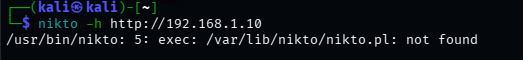 ┌──(kali㉿kali)-[~]
└─$ nikto -h http://192.168.1.10
/usr/bin/nikto: 5: exec: /var/lib/nikto/nikto.pl: not found